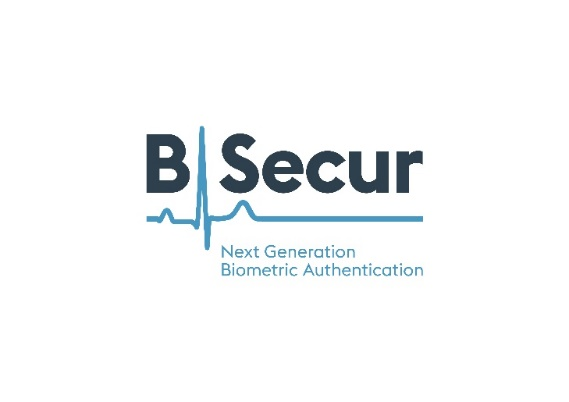 B Secur
Next Generation
Biometric Authentication